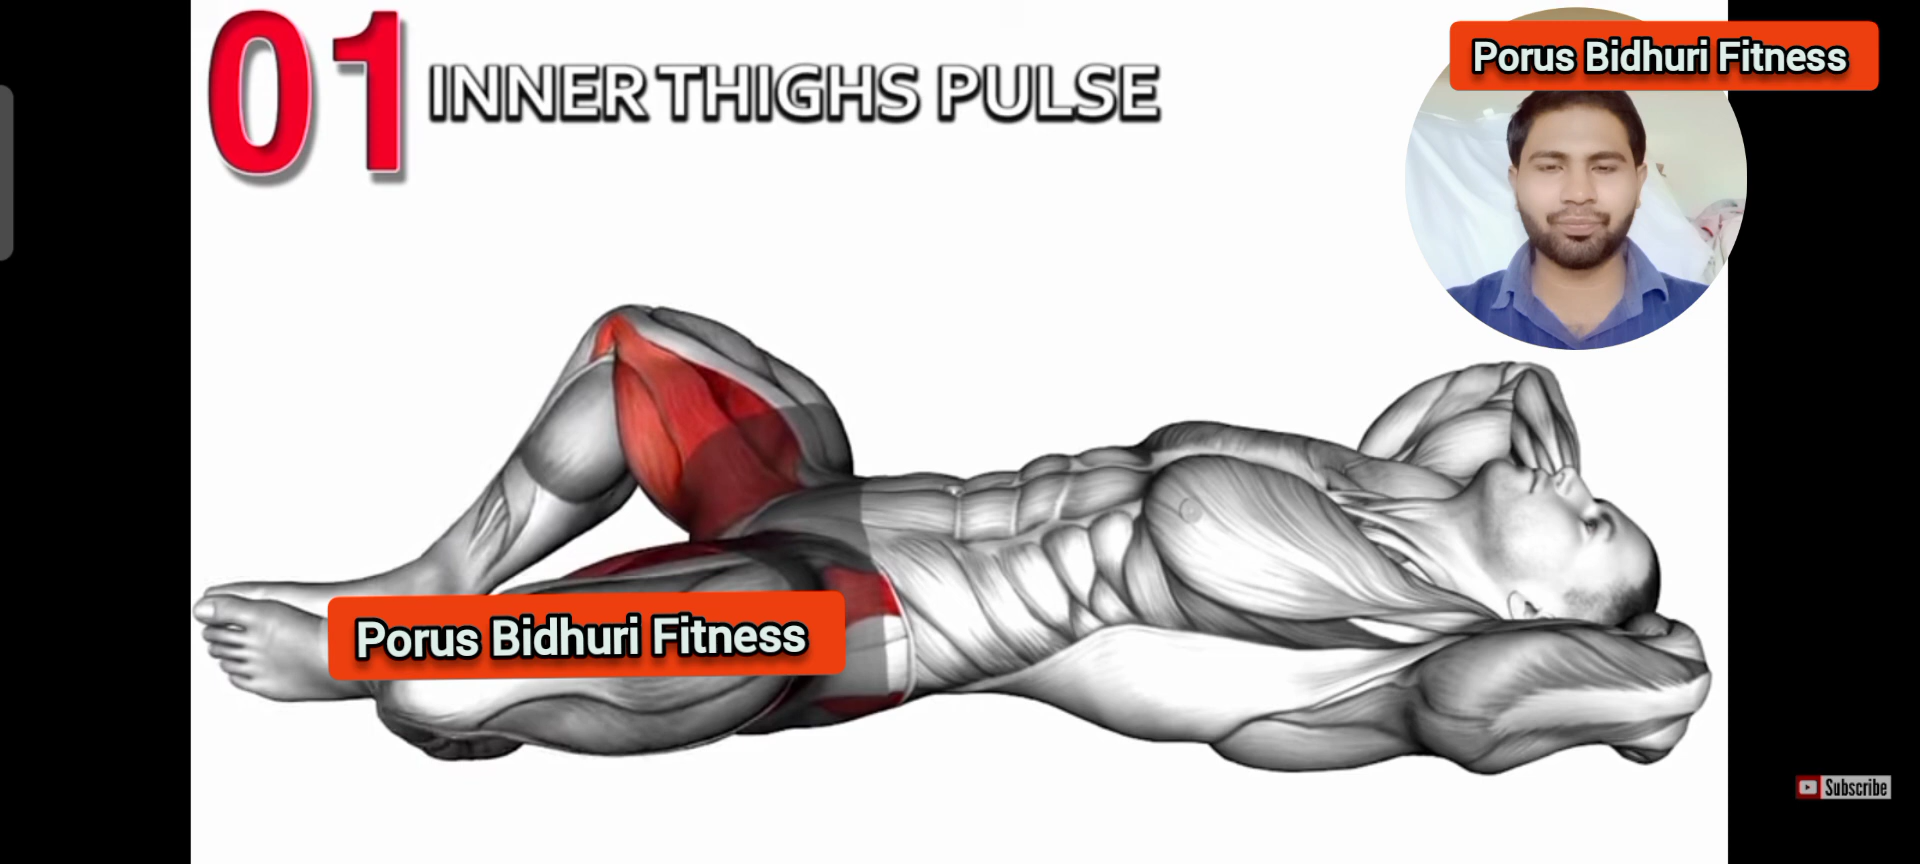 01
INNER THIGHS PULSE
Porus Bidhuri Fitness
Porus Bidhuri Fitness
Subscribe